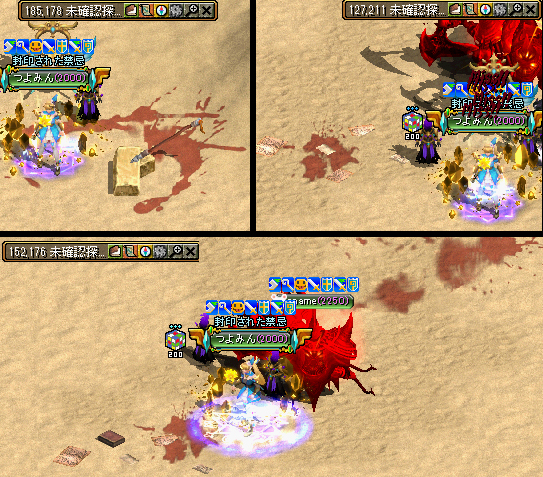 185,178 未確認探...
封印された禁忌
つよみん(2000)
127,211 未確認探...
封印された禁忌
つよみん(2000)
200
152,176 未確認探...
name(2250)
封印された禁忌
つよみん(2000)
200